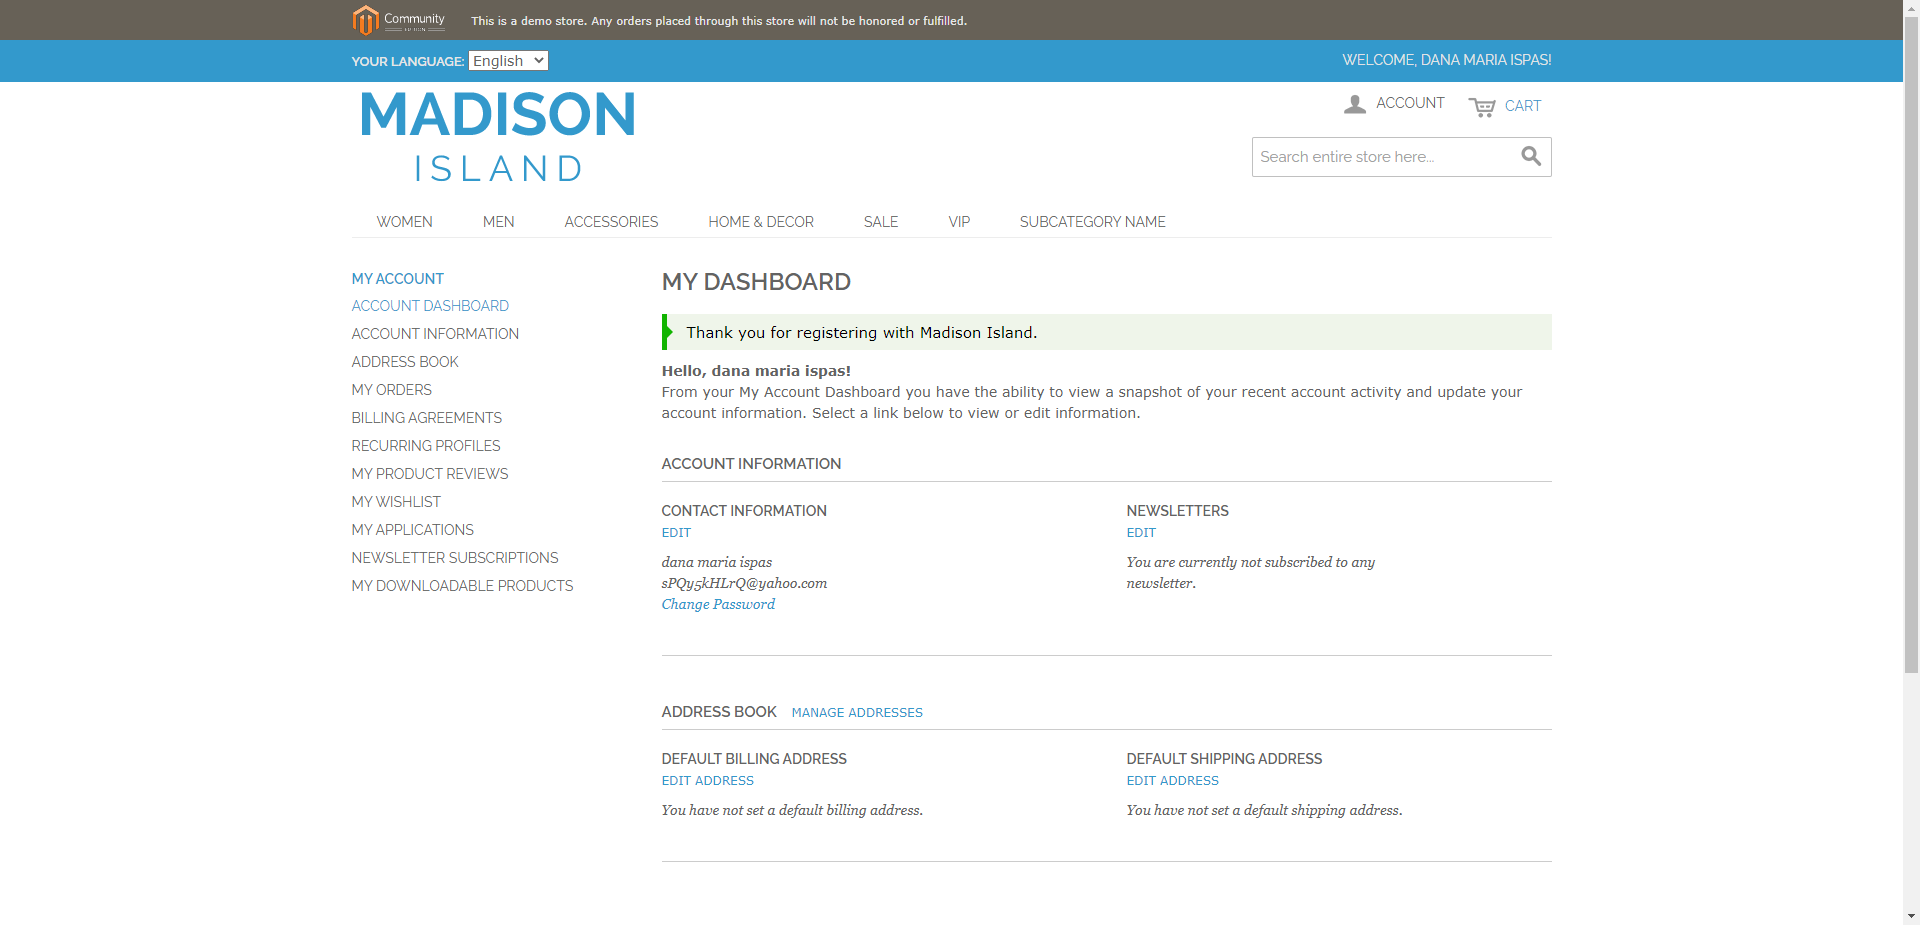 Community
This is a demo store. Any orders placed through this store will not be honored or fulfilled.
YOUR LANGUAGE: English
WELCOME, DANA MARIA ISPAS!
MADISON
ISLAND
ACCOUNT
CART
Search entire store here...
WOMEN
MEN
ACCESSORIES
HOME & DECOR
SALE
VIP
SUBCATEGORY NAME
MY ACCOUNT
ACCOUNT DASHBOARD
ACCOUNT INFORMATION
ADDRESS BOOK
MY ORDERS
BILLING AGREEMENTS
RECURRING PROFILES
MY PRODUCT REVIEWS
MY WISHLIST
MY APPLICATIONS
NEWSLETTER SUBSCRIPTIONS
MY DOWNLOADABLE PRODUCTS
MY DASHBOARD
Thank you for registering with Madison Island.
Hello, dana maria ispas!
From your My Account Dashboard you have the ability to view a snapshot of your recent account activity and update your
account information. Select a link below to view or edit information.
ACCOUNT INFORMATION
CONTACT INFORMATION
EDIT
dana maria ispas
sPQy5kHLrQ@yahoo.com
Change Password
NEWSLETTERS
EDIT
You are currently not subscribed to any
newsletter.
ADDRESS BOOK
MANAGE ADDRESSES
DEFAULT BILLING ADDRESS
EDIT ADDRESS
You have not set a default billing address.
DEFAULT SHIPPING ADDRESS
EDIT ADDRESS
You have not set a default shipping address.